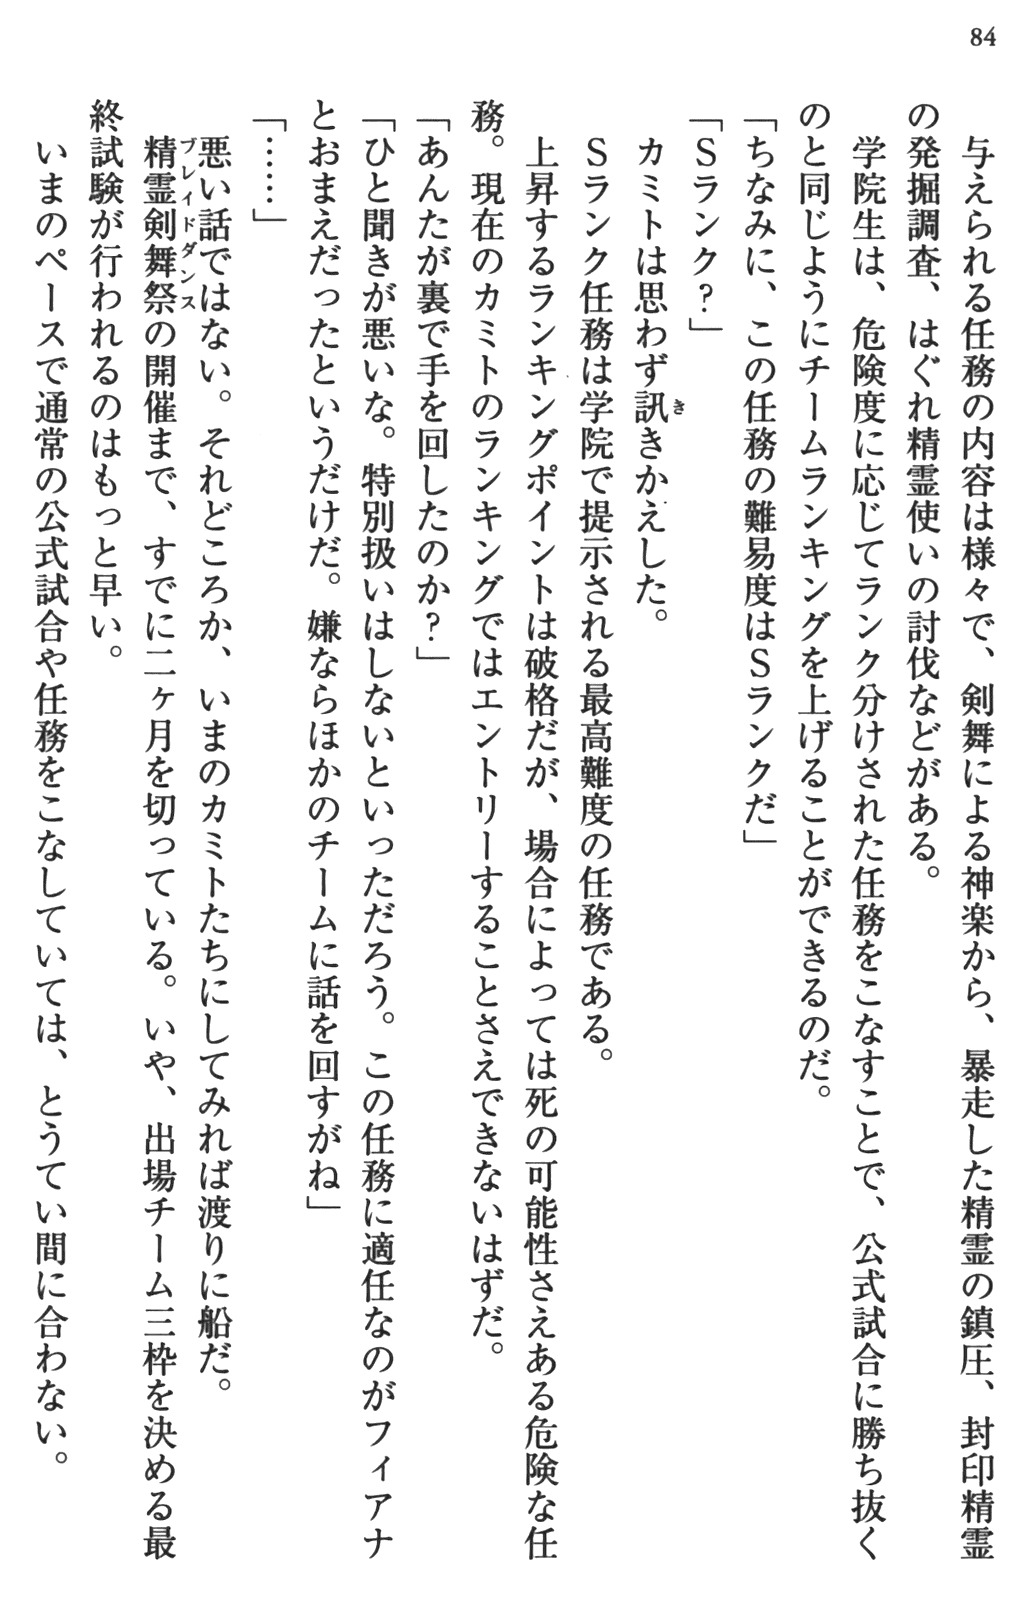 84
与えられる任務の内容は様々で、剣舞による神楽から、暴走した精霊の鎮圧、封印精霊
の発掘調査、はぐれ精霊使いの討伐などがある。
学院生は、危険度に応じてランク分けされた任務をこなすことで、公式試合に勝ち抜く
のと同じようにチームランキングを上げることができるのだ。
「ちなみに、この任務の難易度はSランクだ」
「Sランク?」
カミトは思わず訊きかえした。
き
Sランク任務は学院で提示される最高難度の任務である。
上昇するランキングポイントは破格だが、場合によっては死の可能性さえある危険な任
務。現在のカミトのランキングではエントリーすることさえできないはずだ。
「あんたが裏で手を回したのか?」
「ひと聞きが悪いな。特別扱いはしないといっただろう。この任務に適任なのがフィアナ
とおまえだったというだけだ。嫌ならほかのチームに話を回すがね」
「……」
悪い話ではない。それどころか、いまのカミトたちにしてみれば渡りに船だ。
精霊剣舞祭の開催まで、すでに二ヶ月を切っている。いや、出場チーム三枠を決める最
ブレイドダンス
終試験が行われるのはもっと早い。
いまのペースで通常の公式試合や任務をこなしていては、とうてい間に合わない。